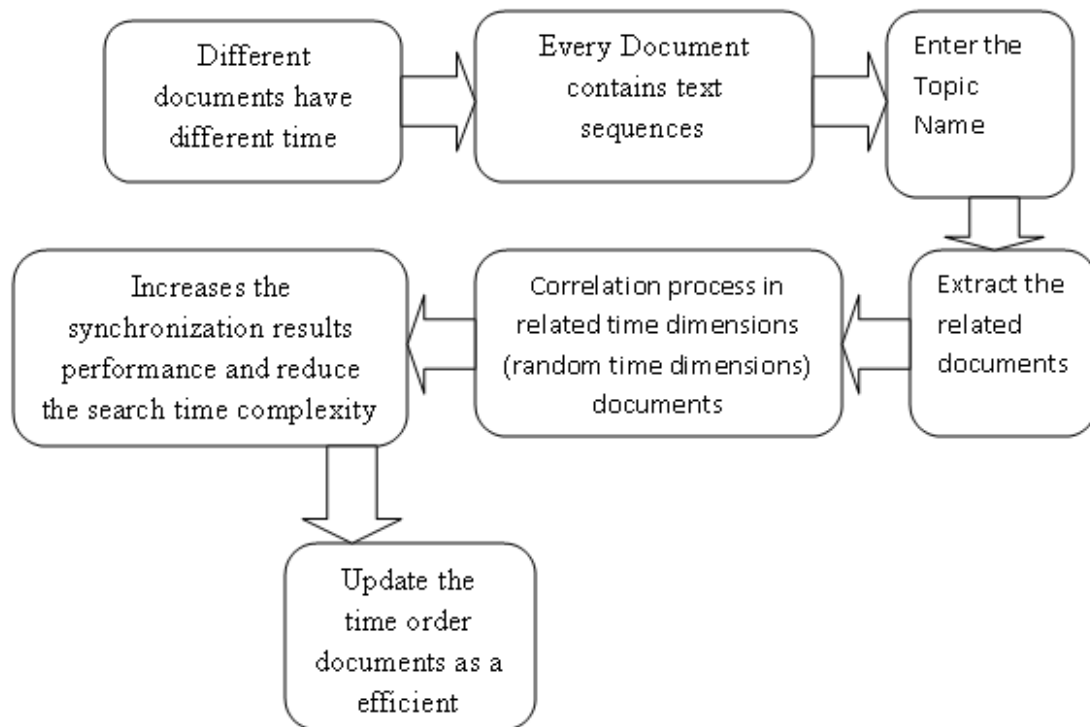 Different
documents have
different time
Every Document
contains text
sequences
Enter the
Topic
Name
Extract the
related
documents
Correlation process in
related time dimensions
(random time dimensions)
documents
Increases the
synchronization results
performance and reduce
the search time complexity
Update the
time order
documents as a
efficient